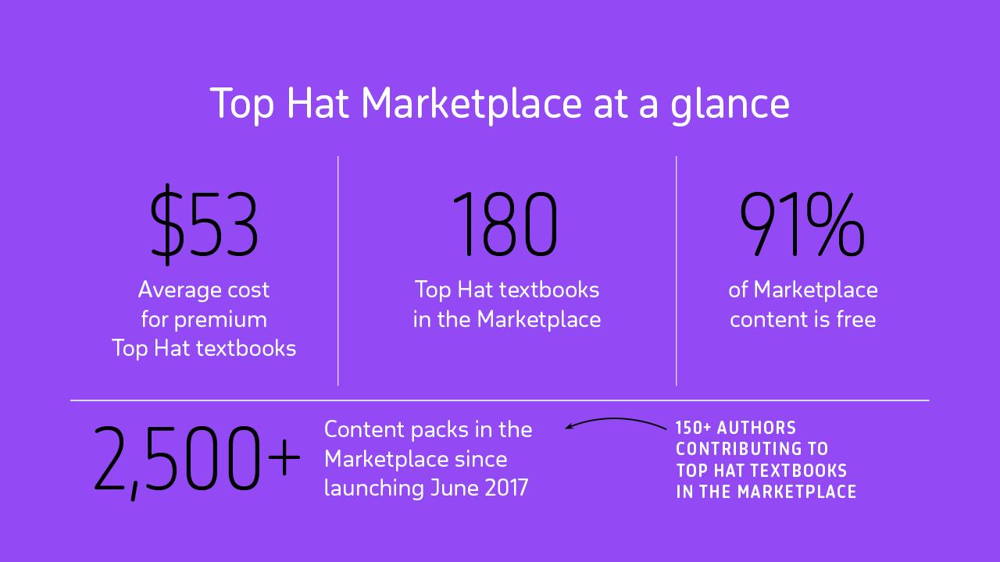 Top Hat Marketplace at a glance
$53
Average cost
for premium
Top Hat textbooks
180
Top Hat textbooks
in the Marketplace
91%
of Marketplace
content is free
2,500+
Content packs in the
Marketplace since
launching June 2017
150+ AUTHORS
CONTRIBUTING TO
TOP HAT TEXTBOOKS
IN THE MARKETPLACE